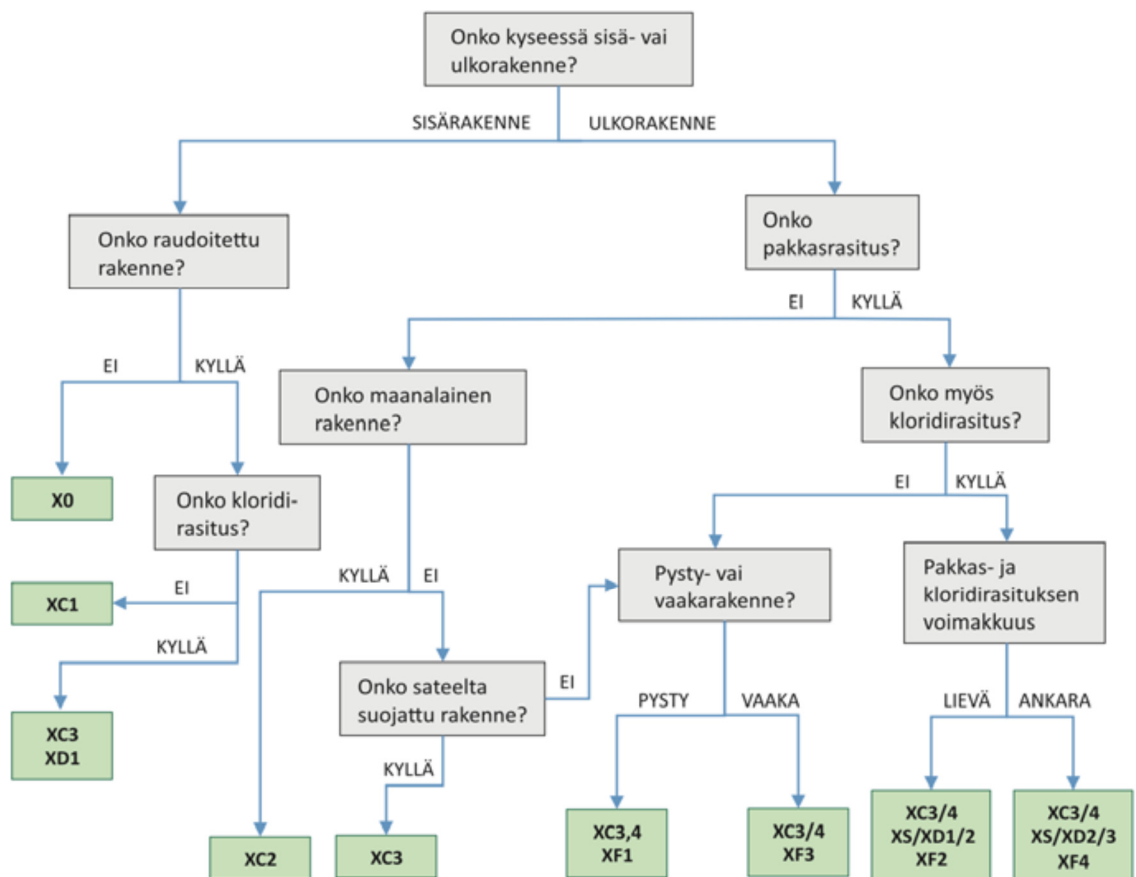 Onko kyseessä sisä- vai
ulkorakenne?
SISÄRAKENNE
ULKORAKENNE
Onko raudoitettu
rakenne?
Onko
pakkasrasitus?
EI
KYLLÄ
EI
KYLLÄ
Onko maanalainen
rakenne?
Onko myös
kloridirasitus?
X0
Onko kloridi-
rasitus?
EI
KYLLÄ
XC1
EI
KYLLÄ
EI
Pysty- vai
vaakarakenne?
Pakkas- ja
kloridirasituksen
voimakkuus
KYLLÄ
XC3
XD1
Onko sateelta
suojattu rakenne?
EI
PYSTY
VAAKA
LIEVÄ
ANKARA
KYLLÄ
XC2
XC3
XC3,4
XF1
XC3/4
XF3
XC3/4
XS/XD1/2
XF2
XC3/4
XS/XD2/3
XF4